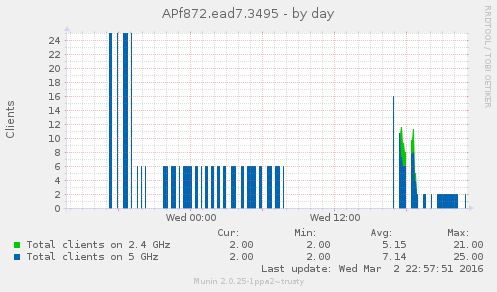 APf872.ead7.3495 - by day
RRDTOOL / TOBI OETIKER
Clients
24
22
20
18
16
14
12
10
8
6
4
2
0
Wed 00:00 Wed 12:00
Cur: Min: Avg: Max:
Total clients on 2.4 GHz 2.00 2.00 5.15 21.00
Total clients on 5 GHz 2.00 2.00 7.14 25.00
Last update: Wed Mar 2 22:57:51 2016
Munin 2.0.25-1ppa2~trusty